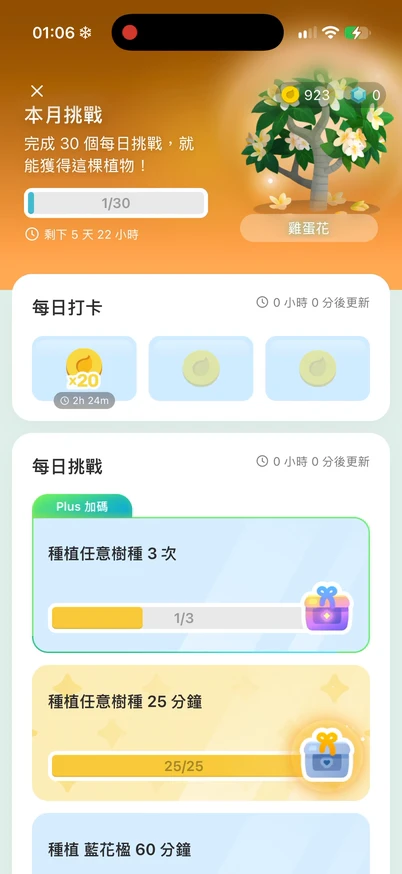 01:06
923
0
本月挑戰
完成 30 個每日挑戰，就
能獲得這棵植物！
1/30
剩下 5 天 22 小時
雞蛋花
每日打卡
0 小時 0 分後更新
×20
2h 24m
每日挑戰
0 小時 0 分後更新
Plus 加碼
種植任意樹種 3 次
1/3
種植任意樹種 25 分鐘
25/25
種植 藍花楹 60 分鐘